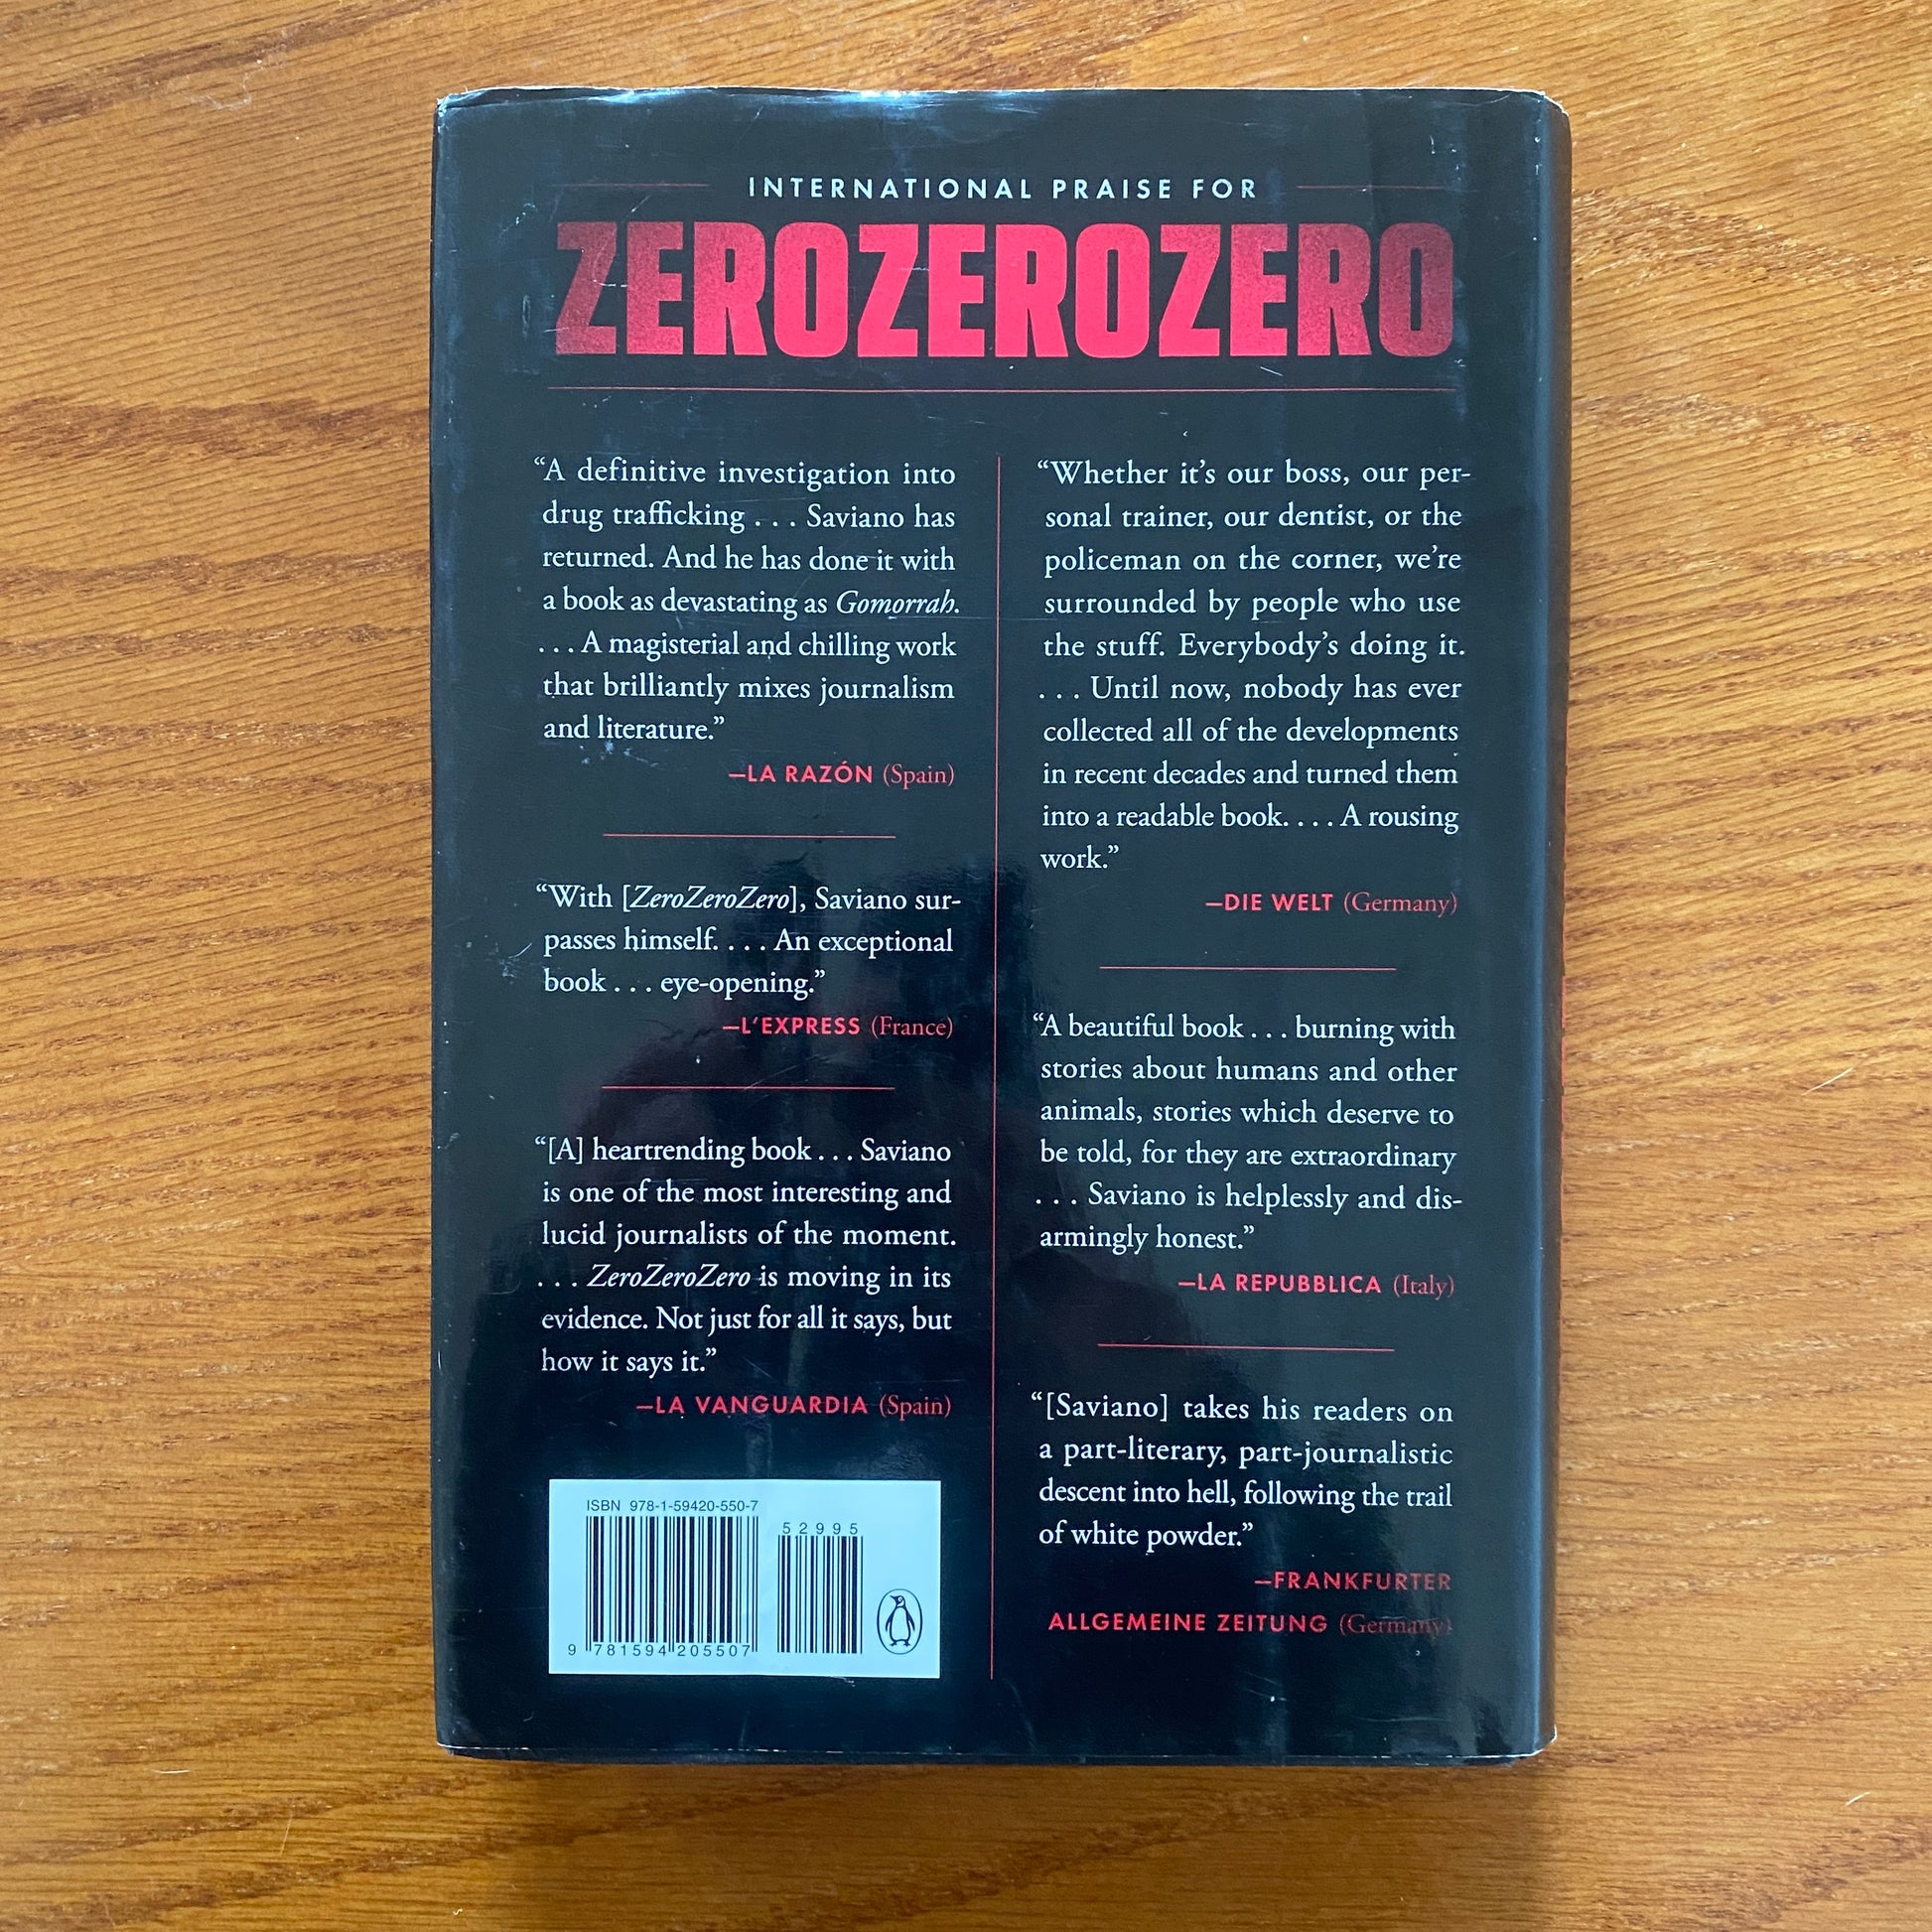 INTERNATIONAL PRAISE FOR
ZEROZEROZERO
“A definitive investigation into
drug trafficking . . . Saviano has
returned. And he has done it with
a book as devastating as Gomorrah.
. . . A magisterial and chilling work
that brilliantly mixes journalism
and literature.”
—LA RAZÓN (Spain)
“With [ZeroZeroZero], Saviano sur-
passes himself. . . . An exceptional
book . . . eye-opening.”
—L’EXPRESS (France)
“[A] heartrending book . . . Saviano
is one of the most interesting and
lucid journalists of the moment.
. . . ZeroZeroZero is moving in its
evidence. Not just for all it says, but
how it says it.”
—LA VANGUARDIA (Spain)
ISBN 978-1-59420-550-7
52995
9 781594 205507
“Whether it’s our boss, our per-
sonal trainer, our dentist, or the
policeman on the corner, we’re
surrounded by people who use
the stuff. Everybody’s doing it.
. . . Until now, nobody has ever
collected all of the developments
in recent decades and turned them
into a readable book. . . . A rousing
work.”
—DIE WELT (Germany)
“A beautiful book . . . burning with
stories about humans and other
animals, stories which deserve to
be told, for they are extraordinary
. . . Saviano is helplessly and dis-
armingly honest.”
—LA REPUBBLICA (Italy)
“[Saviano] takes his readers on
a part-literary, part-journalistic
descent into hell, following the trail
of white powder.”
—FRANKFURTER
ALLGEMEINE ZEITUNG (Germany)